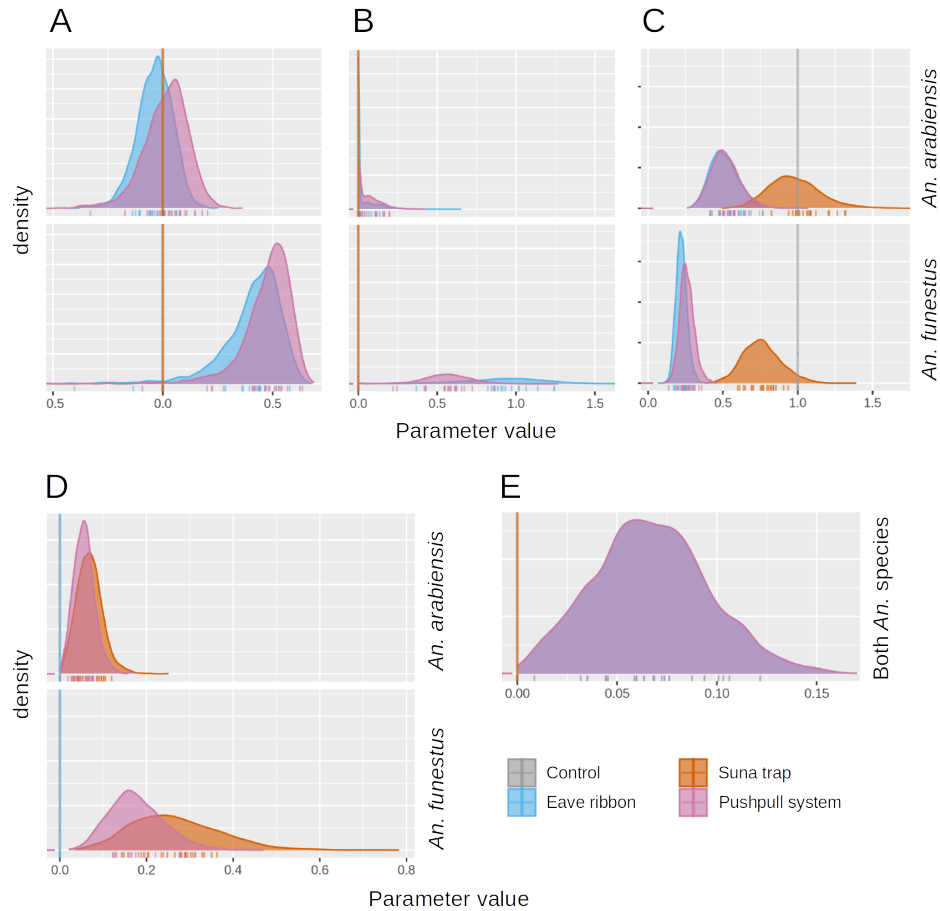 A B C
density
An. arabiensis
An. funestus
0.5 0.0 0.5
0.0 0.5 1.0 1.5
0.0 0.5 1.0 1.5
Parameter value
D E
density
An. arabiensis
An. funestus
Both An. species
0.00 0.05 0.10 0.15
Control
Eave ribbon
Suna trap
Pushpull system
0.0 0.2 0.4 0.6 0.8
Parameter value